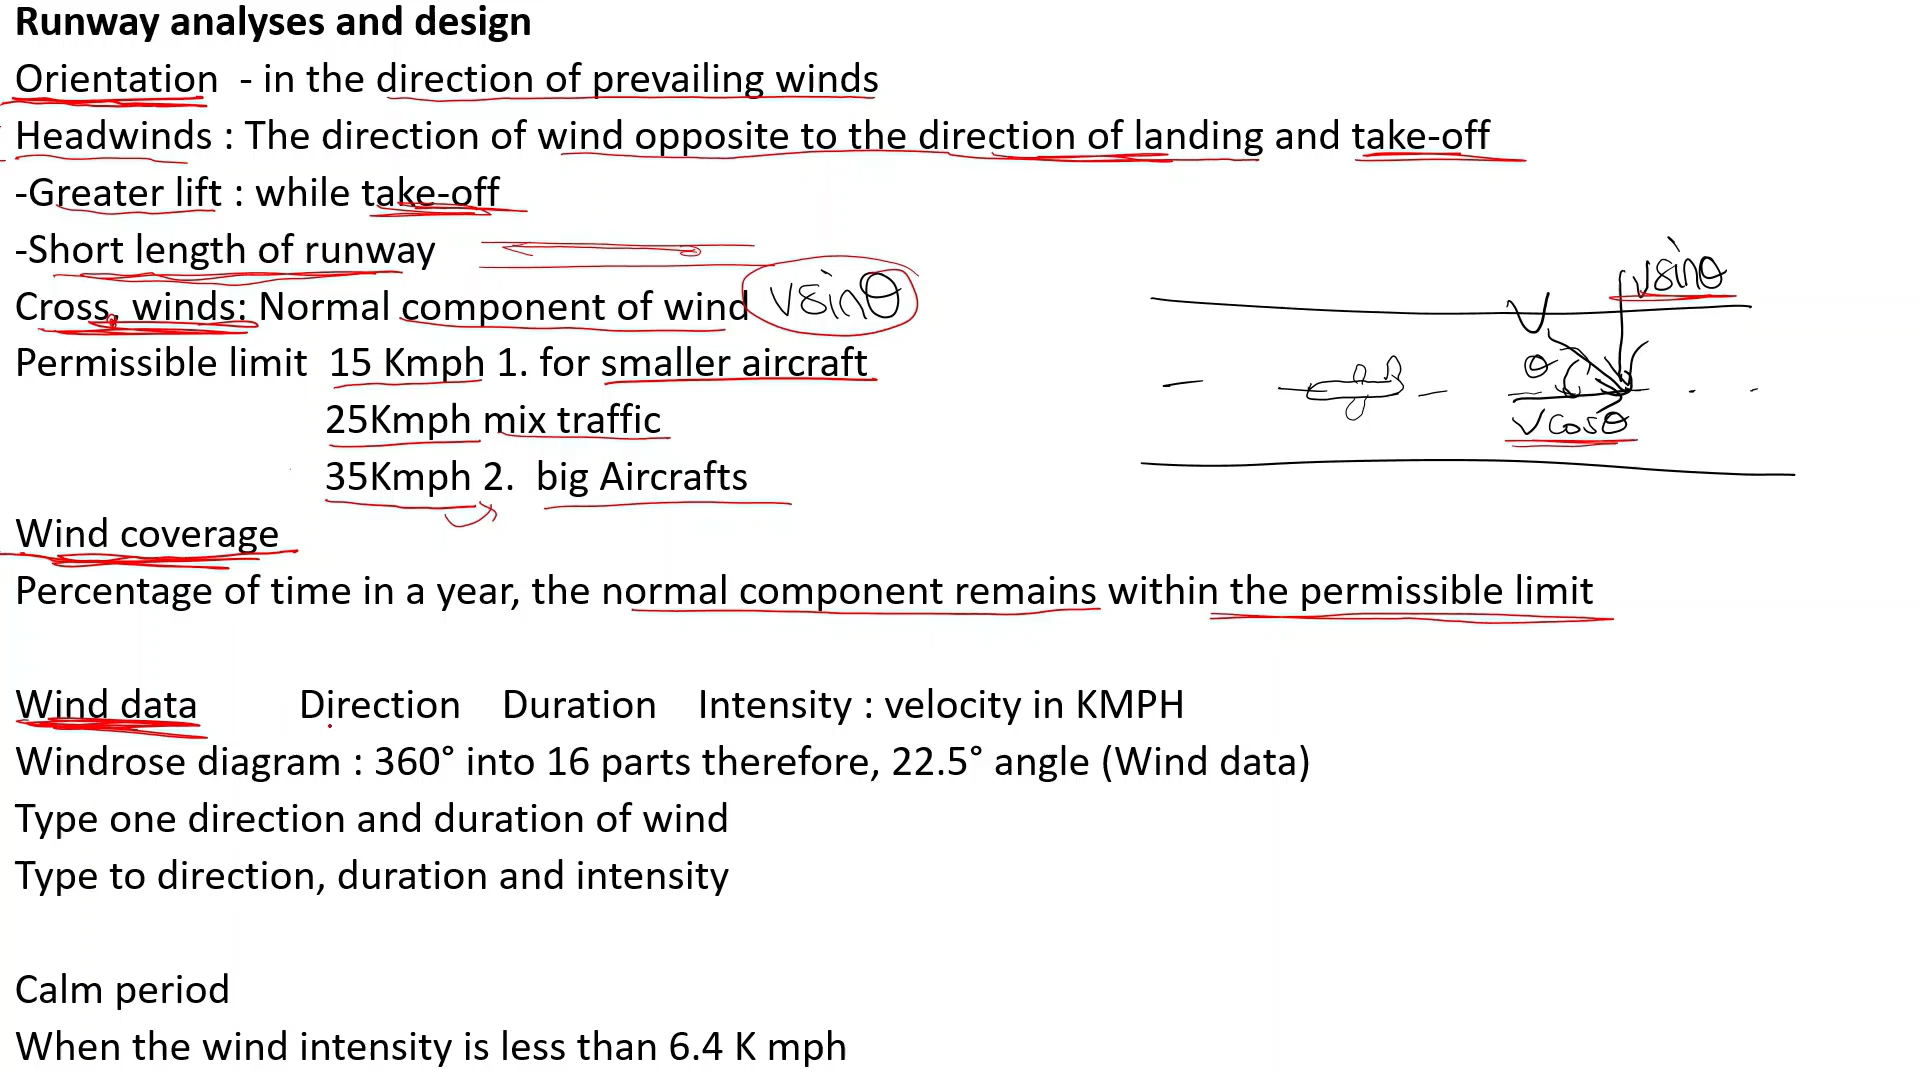 Runway analyses and design
Orientation - in the direction of prevailing winds
Headwinds : The direction of wind opposite to the direction of landing and take-off
-Greater lift : while take-off
-Short length of runway
Cross, winds: Normal component of wind VsinΘ
Permissible limit 15 Kmph 1. for smaller aircraft
25Kmph mix traffic
35Kmph 2. big Aircrafts
Wind coverage
Percentage of time in a year, the normal component remains within the permissible limit
Wind data Direction Duration Intensity : velocity in KMPH
Windrose diagram : 360° into 16 parts therefore, 22.5° angle (Wind data)
Type one direction and duration of wind
Type to direction, duration and intensity
Calm period
When the wind intensity is less than 6.4 K mph
VsinΘ
V
Θ
VcosΘ